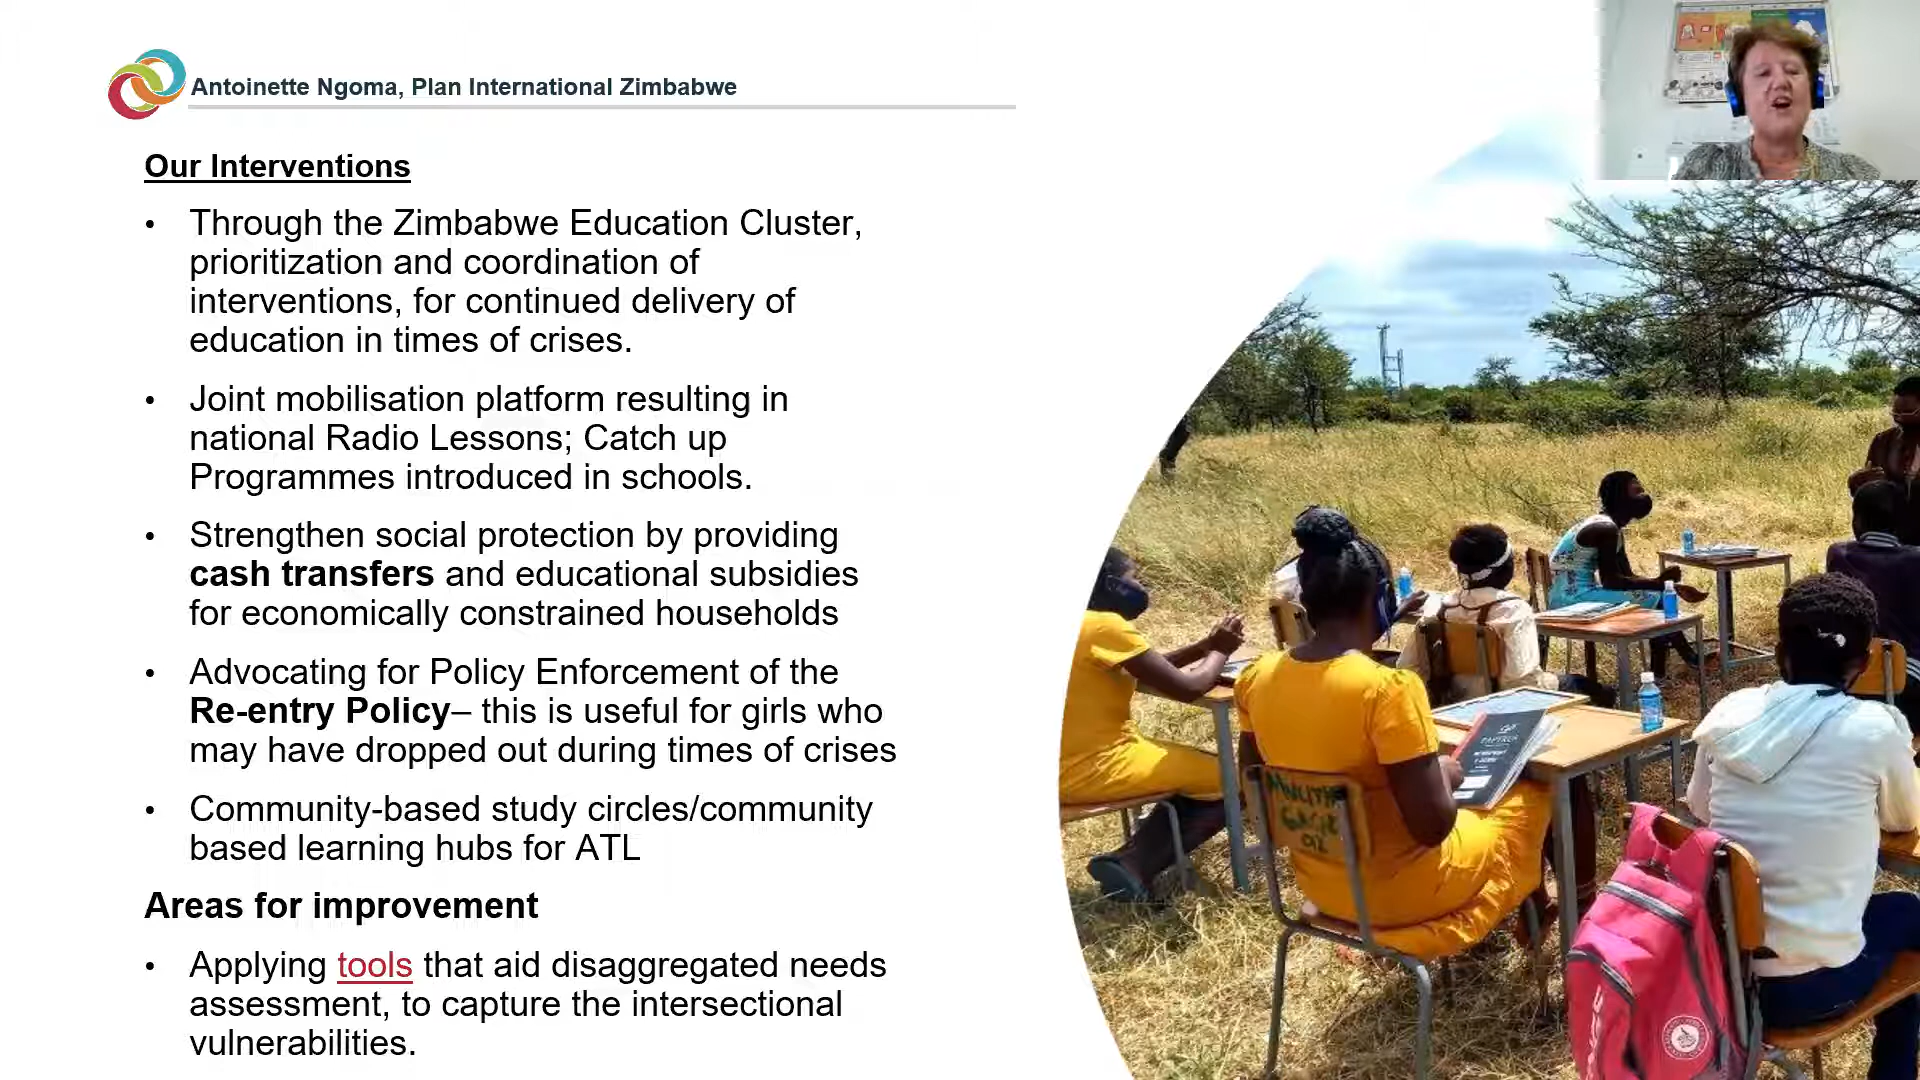 Antoinette Ngoma, Plan International Zimbabwe
Our Interventions
• Through the Zimbabwe Education Cluster,
prioritization and coordination of
interventions, for continued delivery of
education in times of crises.
• Joint mobilisation platform resulting in
national Radio Lessons; Catch up
Programmes introduced in schools.
• Strengthen social protection by providing
cash transfers and educational subsidies
for economically constrained households
• Advocating for Policy Enforcement of the
Re-entry Policy– this is useful for girls who
may have dropped out during times of crises
• Community-based study circles/community
based learning hubs for ATL
Areas for improvement
• Applying tools that aid disaggregated needs
assessment, to capture the intersectional
vulnerabilities.